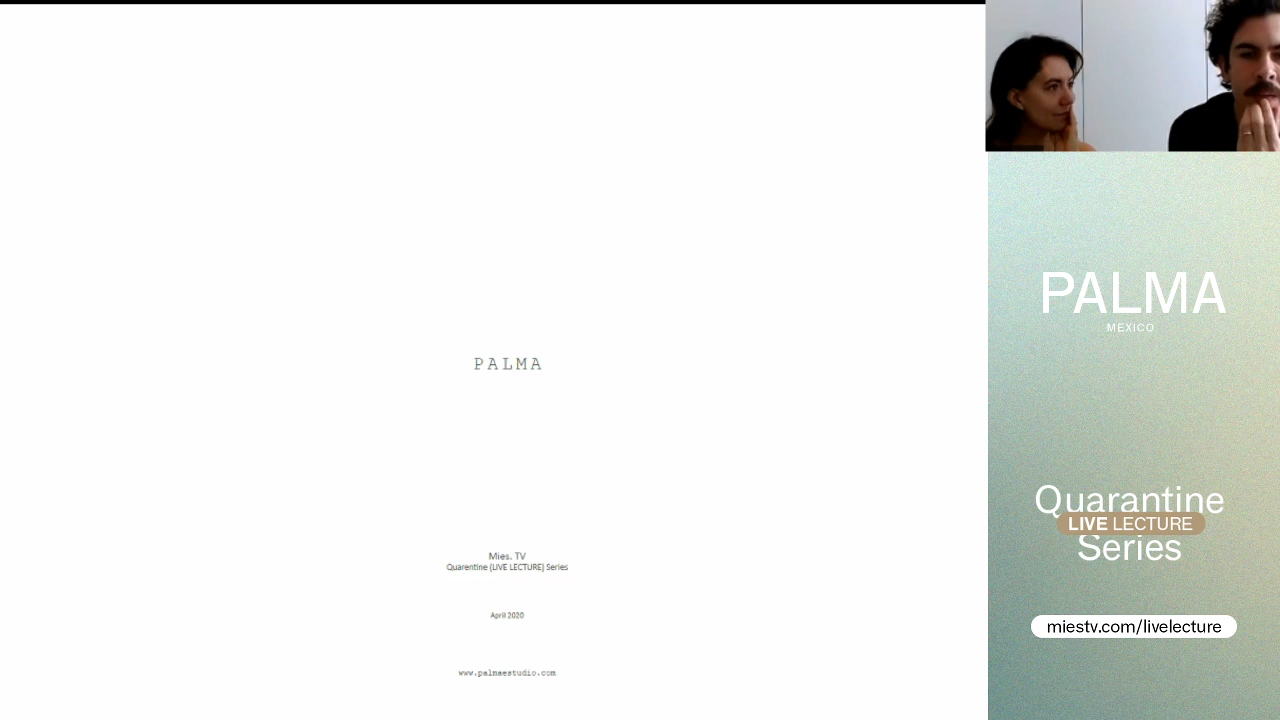 PALMA
Mies. TV
Quarentine (LIVE LECTURE) Series
April 2020
www.palmaestudio.com
PALMA
MEXICO
Quarantine
LIVE LECTURE
Series
miestv.com/livelecture